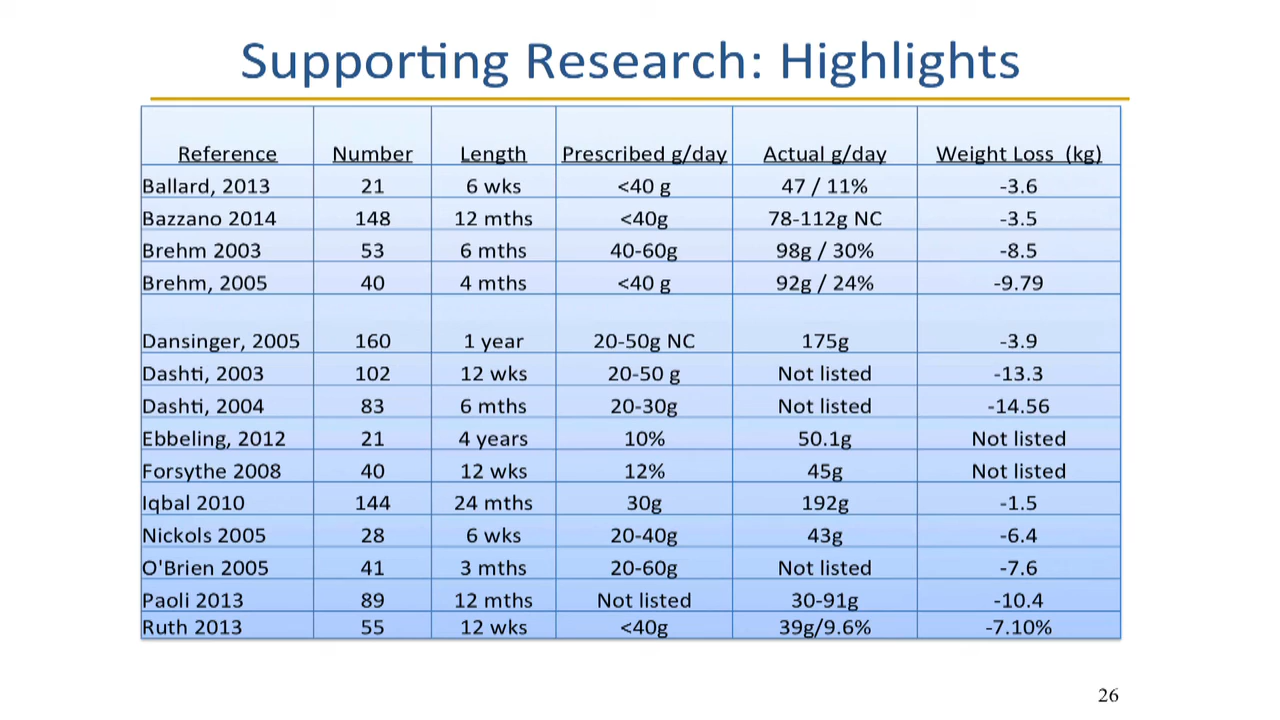 Supporting Research: Highlights
Reference Number Length Prescribed g/day Actual g/day Weight Loss (kg)
Ballard, 2013 21 6 wks <40 g 47 / 11% -3.6
Bazzano 2014 148 12 mths <40g 78-112g NC -3.5
Brehm 2003 53 6 mths 40-60g 98g / 30% -8.5
Brehm, 2005 40 4 mths <40 g 92g / 24% -9.79
Dansinger, 2005 160 1 year 20-50g NC 175g -3.9
Dashti, 2003 102 12 wks 20-50 g Not listed -13.3
Dashti, 2004 83 6 mths 20-30g Not listed -14.56
Ebbeling, 2012 21 4 years 10% 50.1g Not listed
Forsythe 2008 40 12 wks 12% 45g Not listed
Iqbal 2010 144 24 mths 30g 192g -1.5
Nickols 2005 28 6 wks 20-40g 43g -6.4
O'Brien 2005 41 3 mths 20-60g Not listed -7.6
Paoli 2013 89 12 mths Not listed 30-91g -10.4
Ruth 2013 55 12 wks <40g 39g/9.6% -7.10%
26